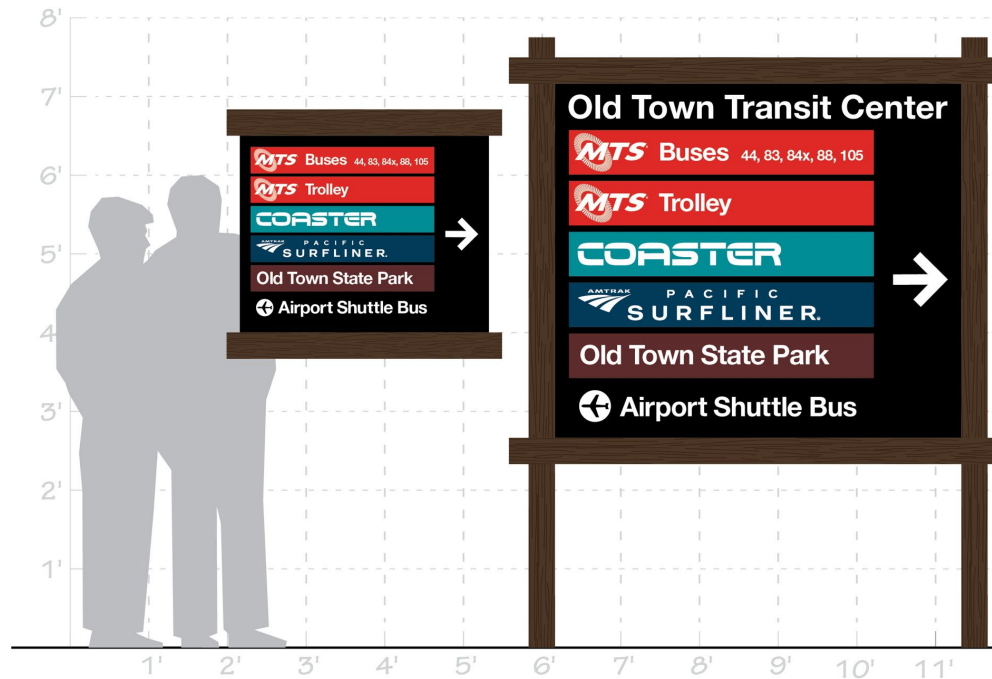 8'
7'
6'
5'
4'
3'
2'
1'
MTS Buses 44, 83, 84x, 88, 105
MTS Trolley
COASTER
AMTRAK PACIFIC
SURFLINER.
Old Town State Park
Airport Shuttle Bus
Old Town Transit Center
MTS Buses 44, 83, 84x, 88, 105
MTS Trolley
COASTER
AMTRAK PACIFIC
SURFLINER.
Old Town State Park
Airport Shuttle Bus
1' 2' 3' 4' 5' 6' 7' 8' 9' 10' 11'